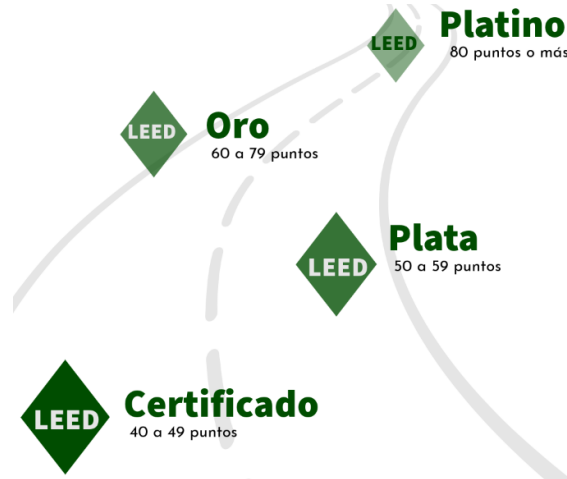 LEED
Platino
80 puntos o más
LEED
Oro
60 a 79 puntos
LEED
Plata
50 a 59 puntos
LEED
Certificado
40 a 49 puntos